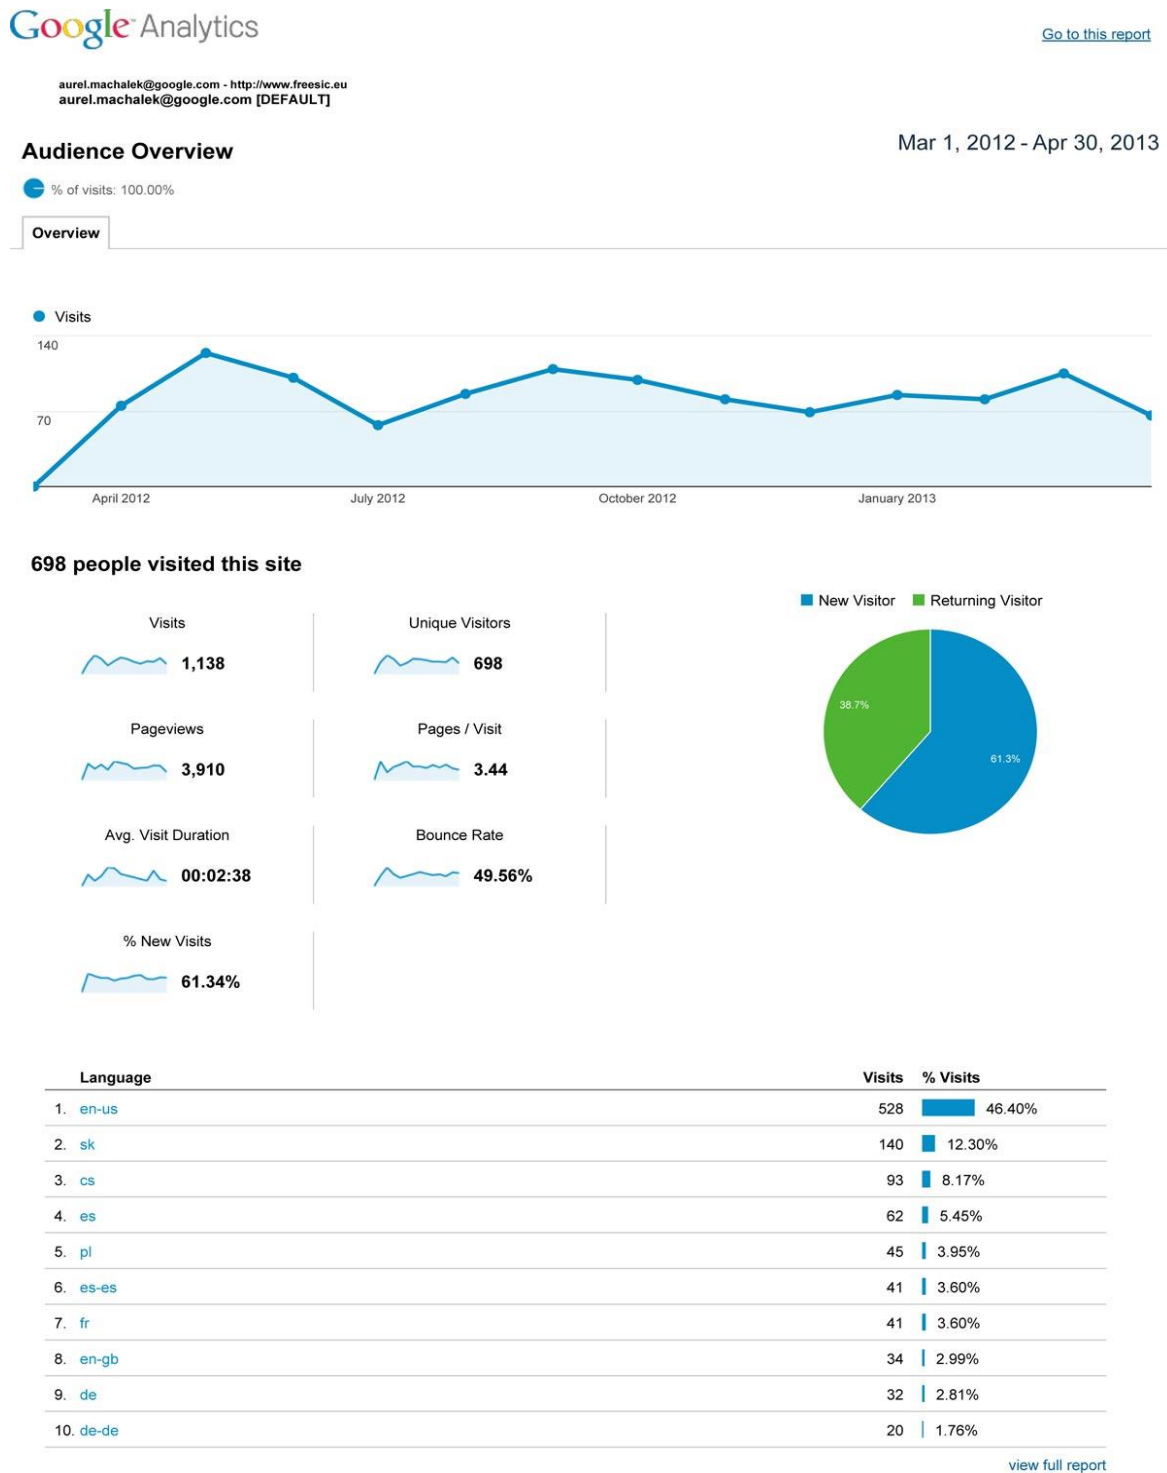 Google Analytics
Go to this report
aurel.machalek@google.com - http://www.freesic.eu
aurel.machalek@google.com [DEFAULT]
Audience Overview
Mar 1, 2012 - Apr 30, 2013
% of visits: 100.00%
Overview
Visits
140
70
April 2012 July 2012 October 2012 January 2013
698 people visited this site
New Visitor Returning Visitor
Visits
1,138
Unique Visitors
698
Pageviews
3,910
Pages / Visit
3.44
Avg. Visit Duration
00:02:38
Bounce Rate
49.56%
% New Visits
61.34%
38.7%
61.3%
Language Visits % Visits
1. en-us 528 46.40%
2. sk 140 12.30%
3. cs 93 8.17%
4. es 62 5.45%
5. pl 45 3.95%
6. es-es 41 3.60%
7. fr 41 3.60%
8. en-gb 34 2.99%
9. de 32 2.81%
10. de-de 20 1.76%
view full report